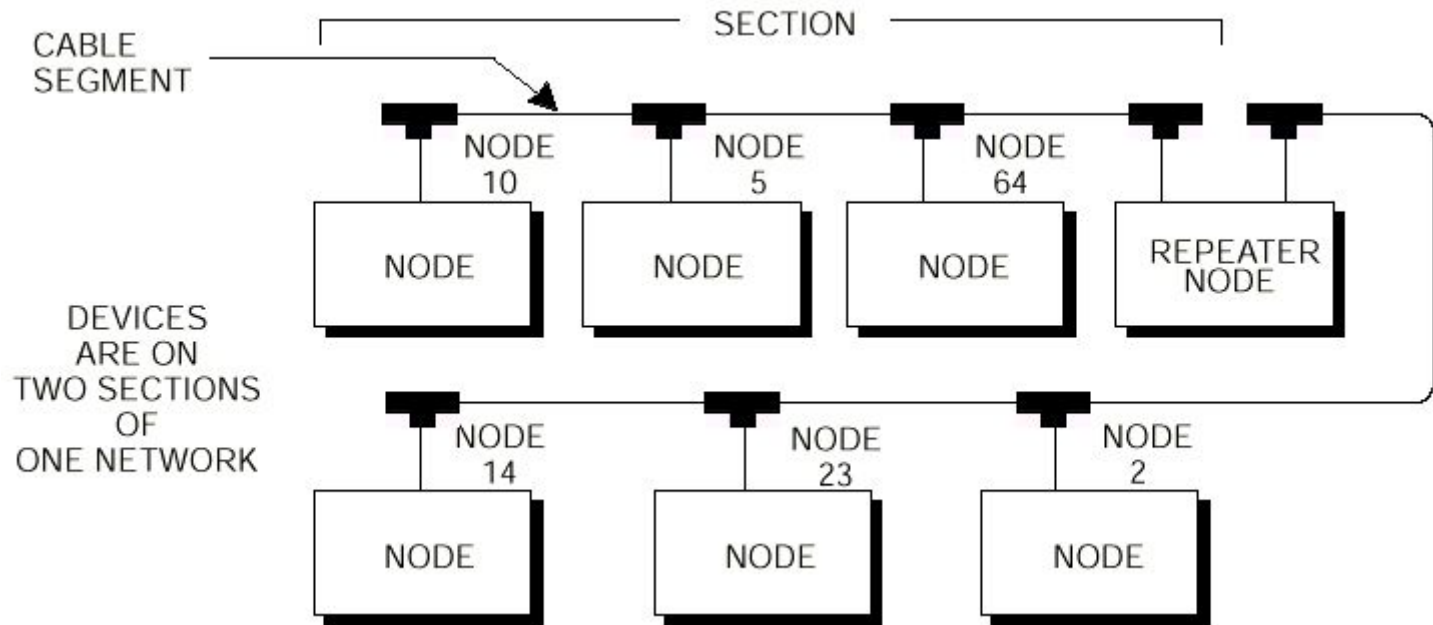 SECTION
CABLE
SEGMENT
NODE
10
NODE
5
NODE
64
NODE
NODE
NODE
REPEATER
NODE
DEVICES
ARE ON
TWO SECTIONS
OF
ONE NETWORK
NODE
14
NODE
23
NODE
2
NODE
NODE
NODE